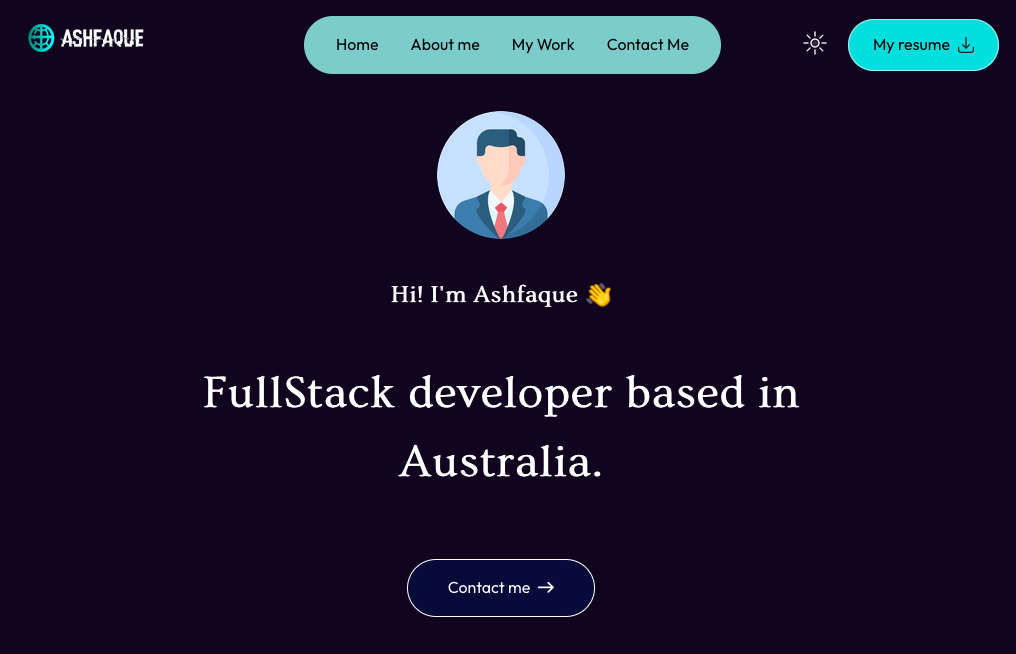 ASHFAQUE
Home About me My Work Contact Me
My resume
Hi! I'm Ashfaque 👋
FullStack developer based in
Australia.
Contact me →